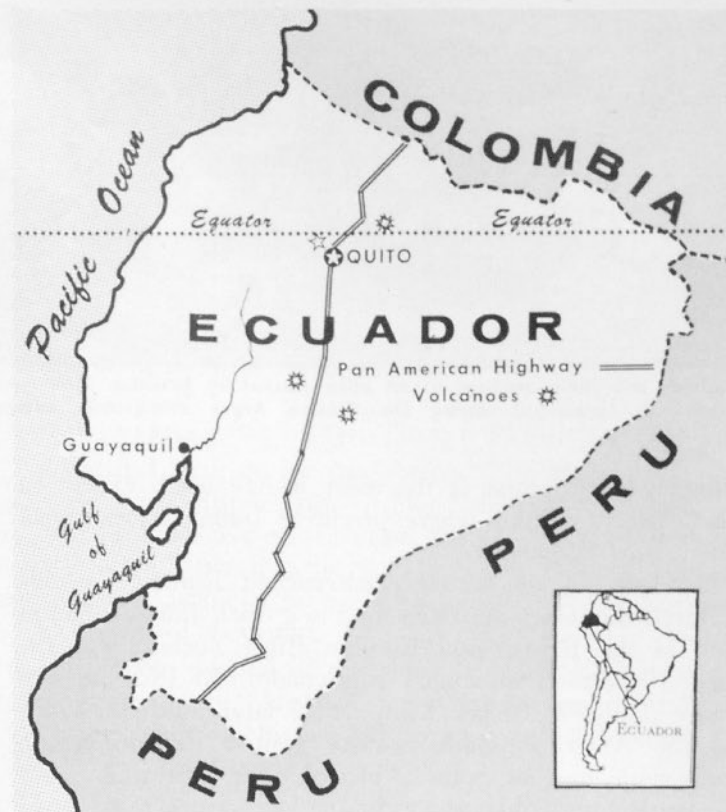 COLOMBIA
Pacific Ocean
Equator
Equator
QUITO
ECUADOR
Pan American Highway
Volcanoes
Guayaquil
PERU
Gulf
of
Guayaquil
ECUADOR
PERU